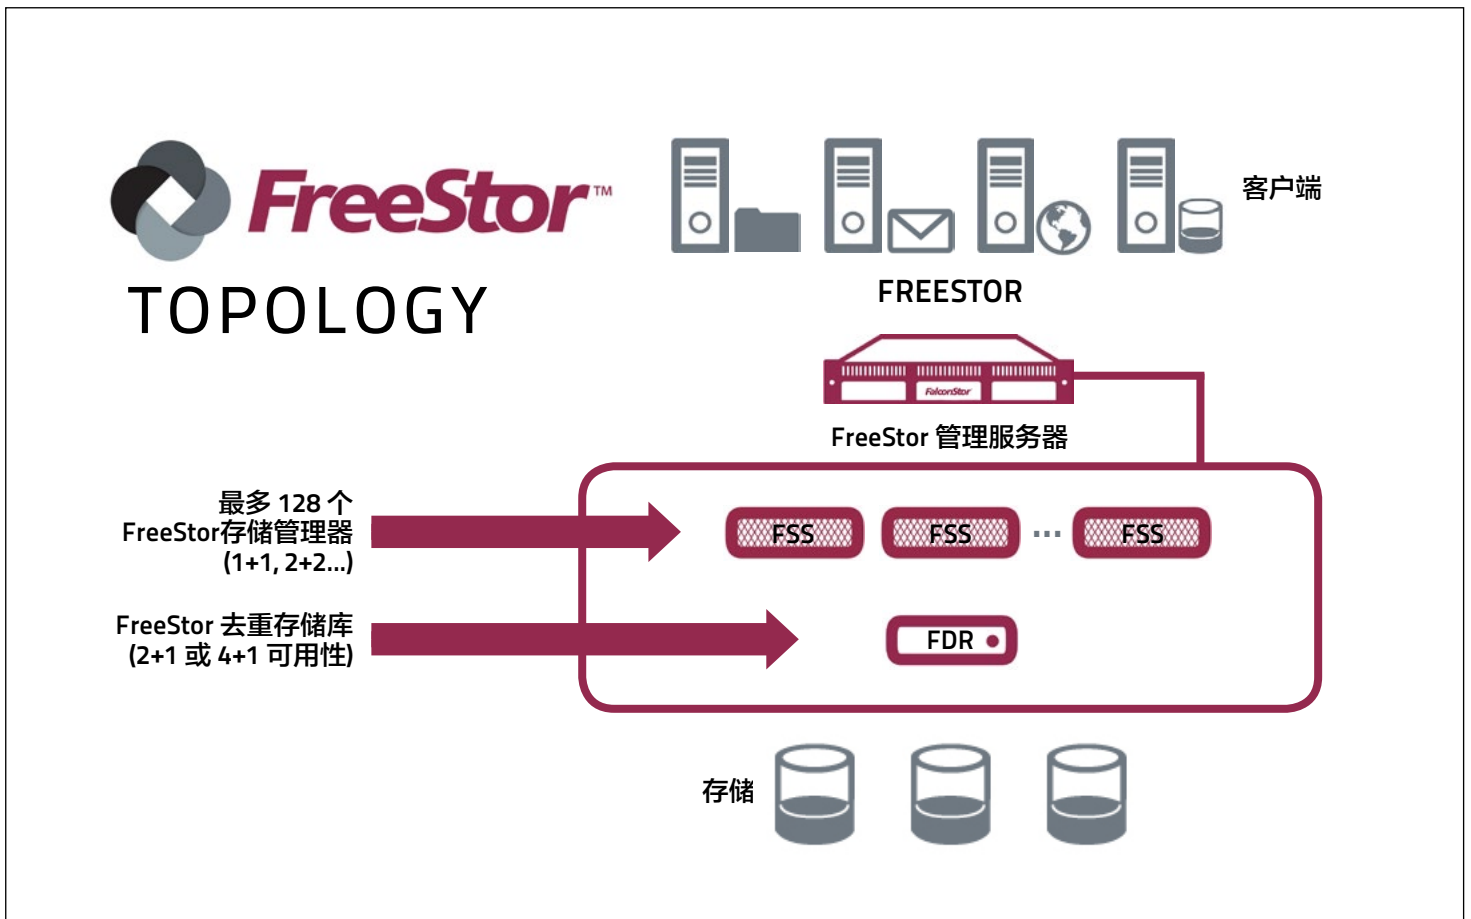 FreeStor™
TOPOLOGY
客户端
FREESTOR
FalconStor
FreeStor 管理服务器
最多 128 个
FreeStor存储管理器
(1+1, 2+2...)
FSS FSS ... FSS
FreeStor 去重存储库
(2+1 或 4+1 可用性)
FDR
存储